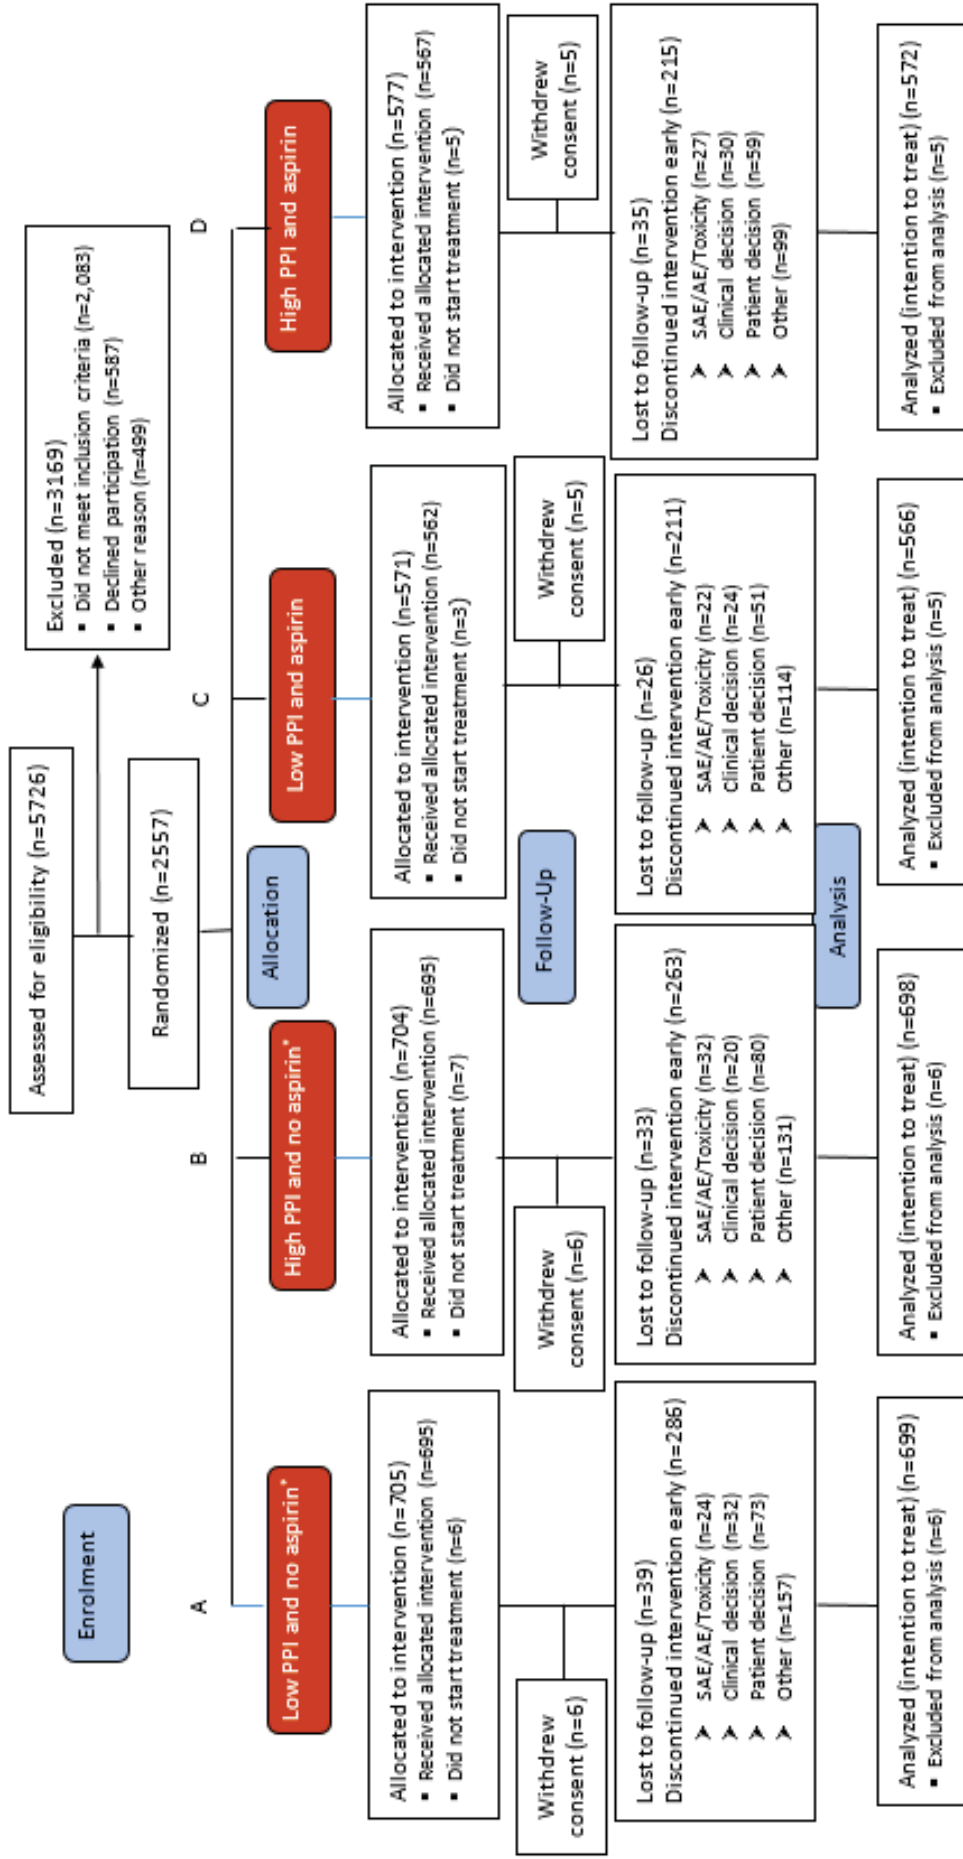 Enrolment
Assessed for eligibility (n=5726)
Excluded (n=3169)
▪ Did not meet inclusion criteria (n=2,083)
▪ Declined participation (n=587)
▪ Other reason (n=499)
Randomized (n=2557)
Allocation
A
B
C
D
Low PPI and no aspirin*
High PPI and no aspirin*
Low PPI and aspirin
High PPI and aspirin
Allocated to intervention (n=705)
▪ Received allocated intervention (n=695)
▪ Did not start treatment (n=6)
Allocated to intervention (n=704)
▪ Received allocated intervention (n=695)
▪ Did not start treatment (n=7)
Allocated to intervention (n=571)
▪ Received allocated intervention (n=562)
▪ Did not start treatment (n=3)
Allocated to intervention (n=577)
▪ Received allocated intervention (n=567)
▪ Did not start treatment (n=5)
Follow-Up
Withdrew
consent (n=6)
Withdrew
consent (n=6)
Withdrew
consent (n=5)
Withdrew
consent (n=5)
Lost to follow-up (n=39)
Discontinued intervention early (n=286)
➤ SAE/AE/Toxicity (n=24)
➤ Clinical decision (n=32)
➤ Patient decision (n=73)
➤ Other (n=157)
Lost to follow-up (n=33)
Discontinued intervention early (n=263)
➤ SAE/AE/Toxicity (n=32)
➤ Clinical decision (n=20)
➤ Patient decision (n=80)
➤ Other (n=131)
Lost to follow-up (n=26)
Discontinued intervention early (n=211)
➤ SAE/AE/Toxicity (n=22)
➤ Clinical decision (n=24)
➤ Patient decision (n=51)
➤ Other (n=114)
Lost to follow-up (n=35)
Discontinued intervention early (n=215)
➤ SAE/AE/Toxicity (n=27)
➤ Clinical decision (n=30)
➤ Patient decision (n=59)
➤ Other (n=99)
Analysis
Analyzed (intention to treat) (n=699)
▪ Excluded from analysis (n=6)
Analyzed (intention to treat) (n=698)
▪ Excluded from analysis (n=6)
Analyzed (intention to treat) (n=566)
▪ Excluded from analysis (n=5)
Analyzed (intention to treat) (n=572)
▪ Excluded from analysis (n=5)